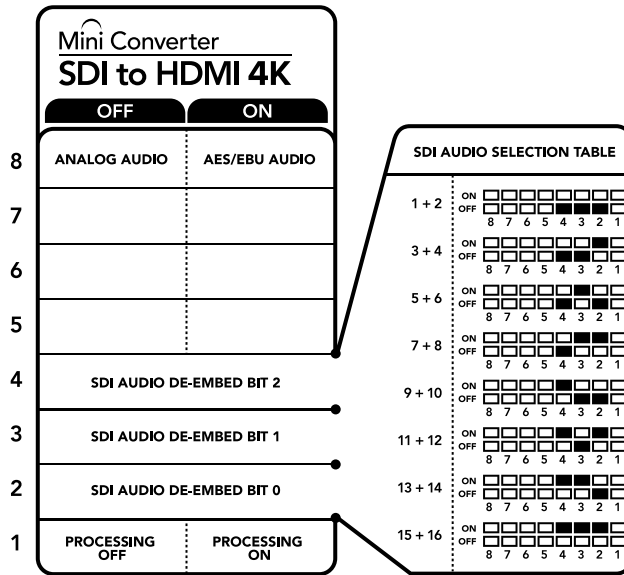 Mini Converter
SDI to HDMI 4K
OFF ON
8 ANALOG AUDIO AES/EBU AUDIO
7
6
5
4 SDI AUDIO DE-EMBED BIT 2
3 SDI AUDIO DE-EMBED BIT 1
2 SDI AUDIO DE-EMBED BIT 0
1 PROCESSING OFF PROCESSING ON
SDI AUDIO SELECTION TABLE
1 + 2 ON
OFF
8 7 6 5 4 3 2 1
3 + 4 ON
OFF
8 7 6 5 4 3 2 1
5 + 6 ON
OFF
8 7 6 5 4 3 2 1
7 + 8 ON
OFF
8 7 6 5 4 3 2 1
9 + 10 ON
OFF
8 7 6 5 4 3 2 1
11 + 12 ON
OFF
8 7 6 5 4 3 2 1
13 + 14 ON
OFF
8 7 6 5 4 3 2 1
15 + 16 ON
OFF
8 7 6 5 4 3 2 1